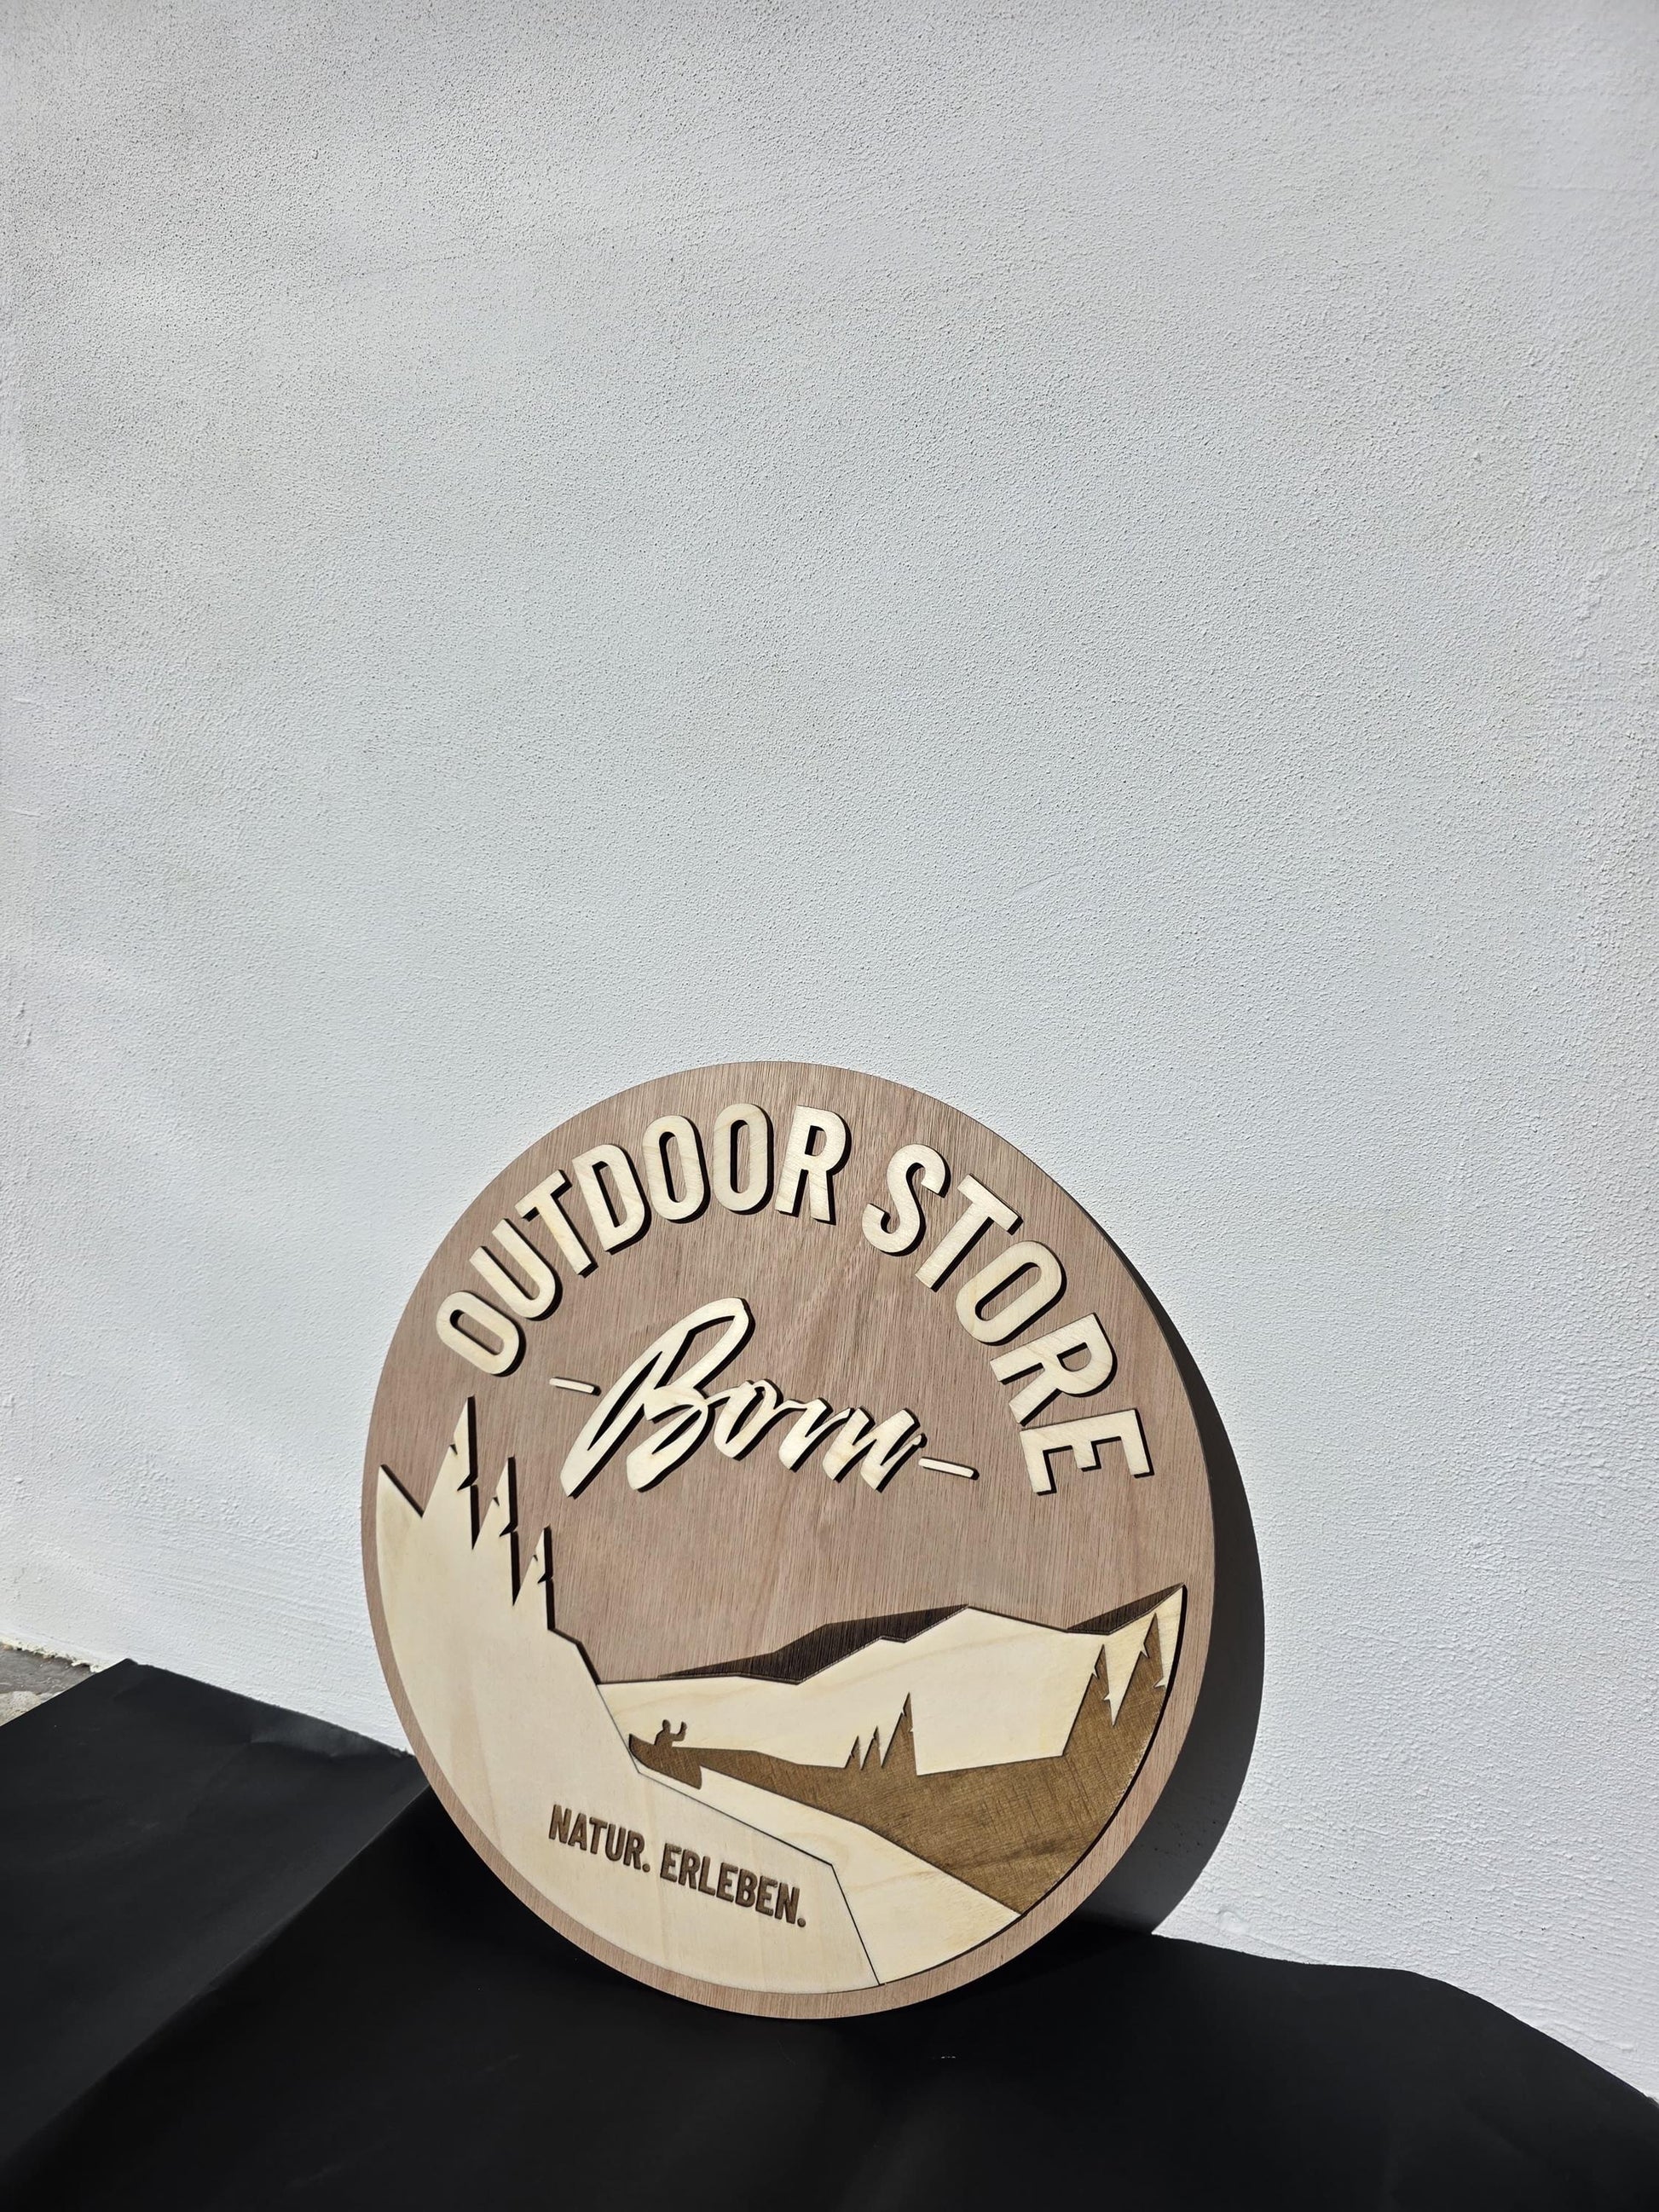 OUTDOOR STORE
- Born -
NATUR. ERLEBEN.